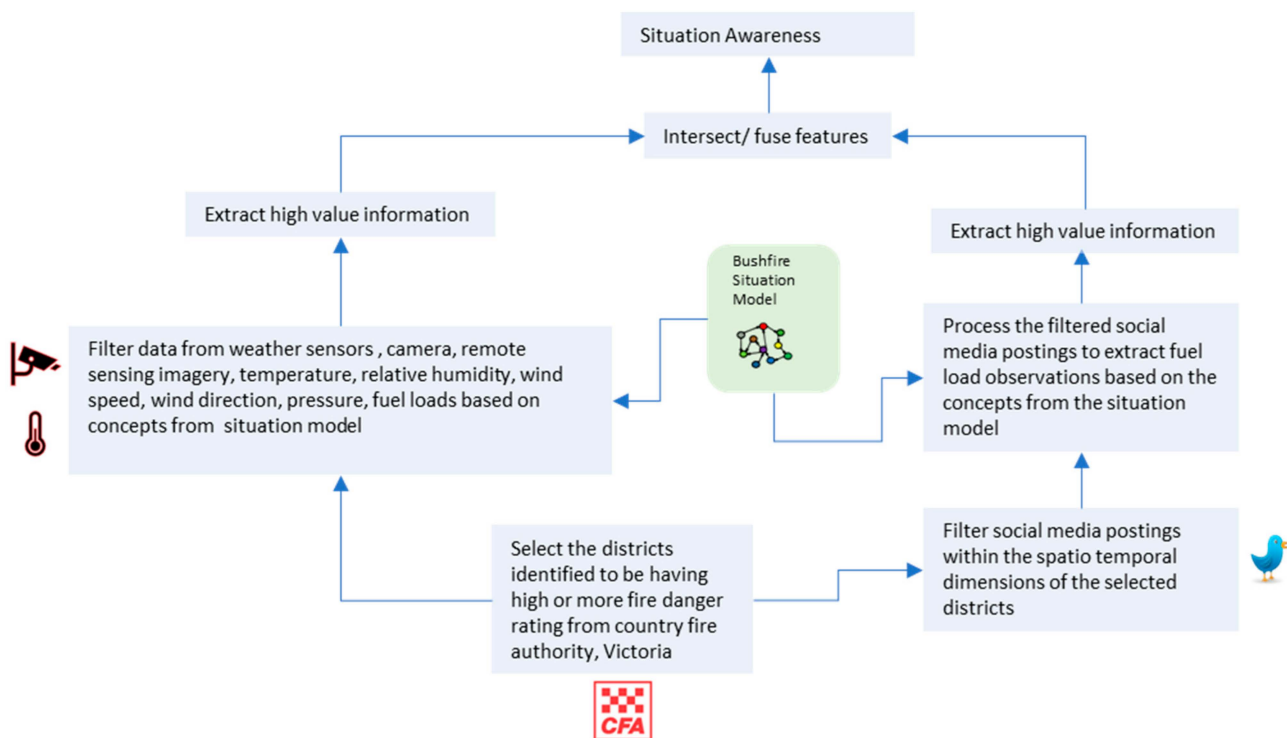 Situation Awareness
Intersect/ fuse features
Extract high value information
Extract high value information
Bushfire
Situation
Model
Filter data from weather sensors , camera, remote
sensing imagery, temperature, relative humidity, wind
speed, wind direction, pressure, fuel loads based on
concepts from situation model
Process the filtered social
media postings to extract fuel
load observations based on the
concepts from the situation
model
Select the districts
identified to be having
high or more fire danger
rating from country fire
authority, Victoria
Filter social media postings
within the spatio temporal
dimensions of the selected
districts
CFA